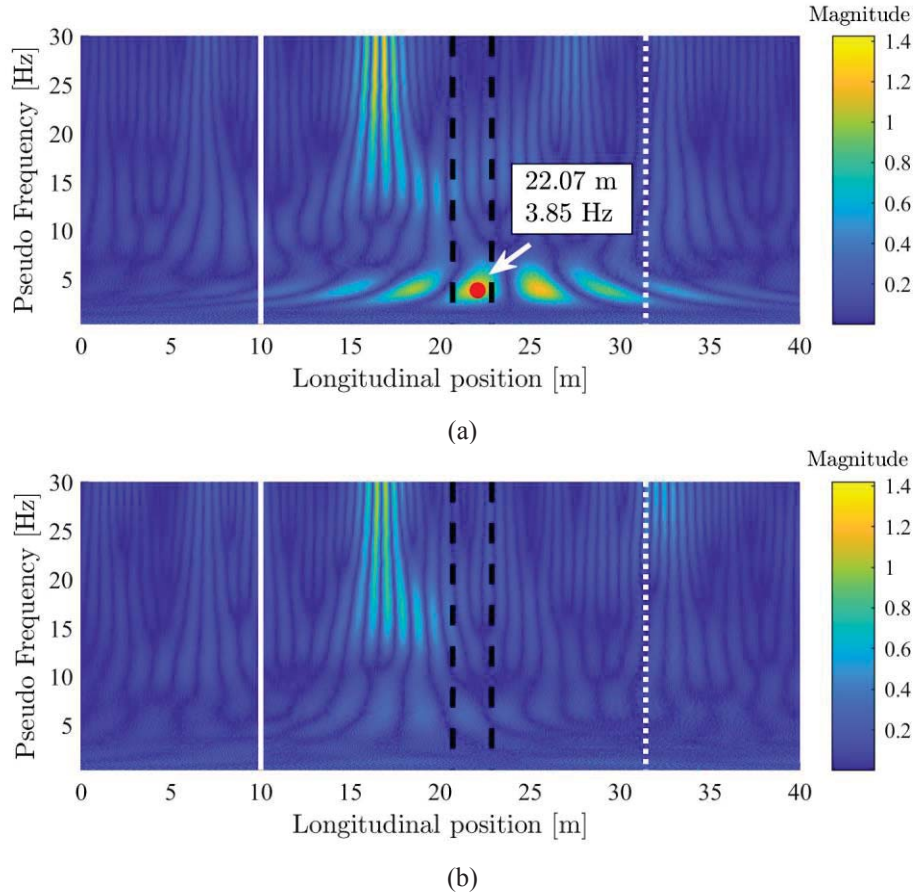 Magnitude
30
25
20
15
10
5
Pseudo Frequency [Hz]
22.07 m
3.85 Hz
1.4
1.2
1
0.8
0.6
0.4
0.2
0 5 10 15 20 25 30 35 40
Longitudinal position [m]
(a)
Magnitude
30
25
20
15
10
5
Pseudo Frequency [Hz]
1.4
1.2
1
0.8
0.6
0.4
0.2
0 5 10 15 20 25 30 35 40
Longitudinal position [m]
(b)